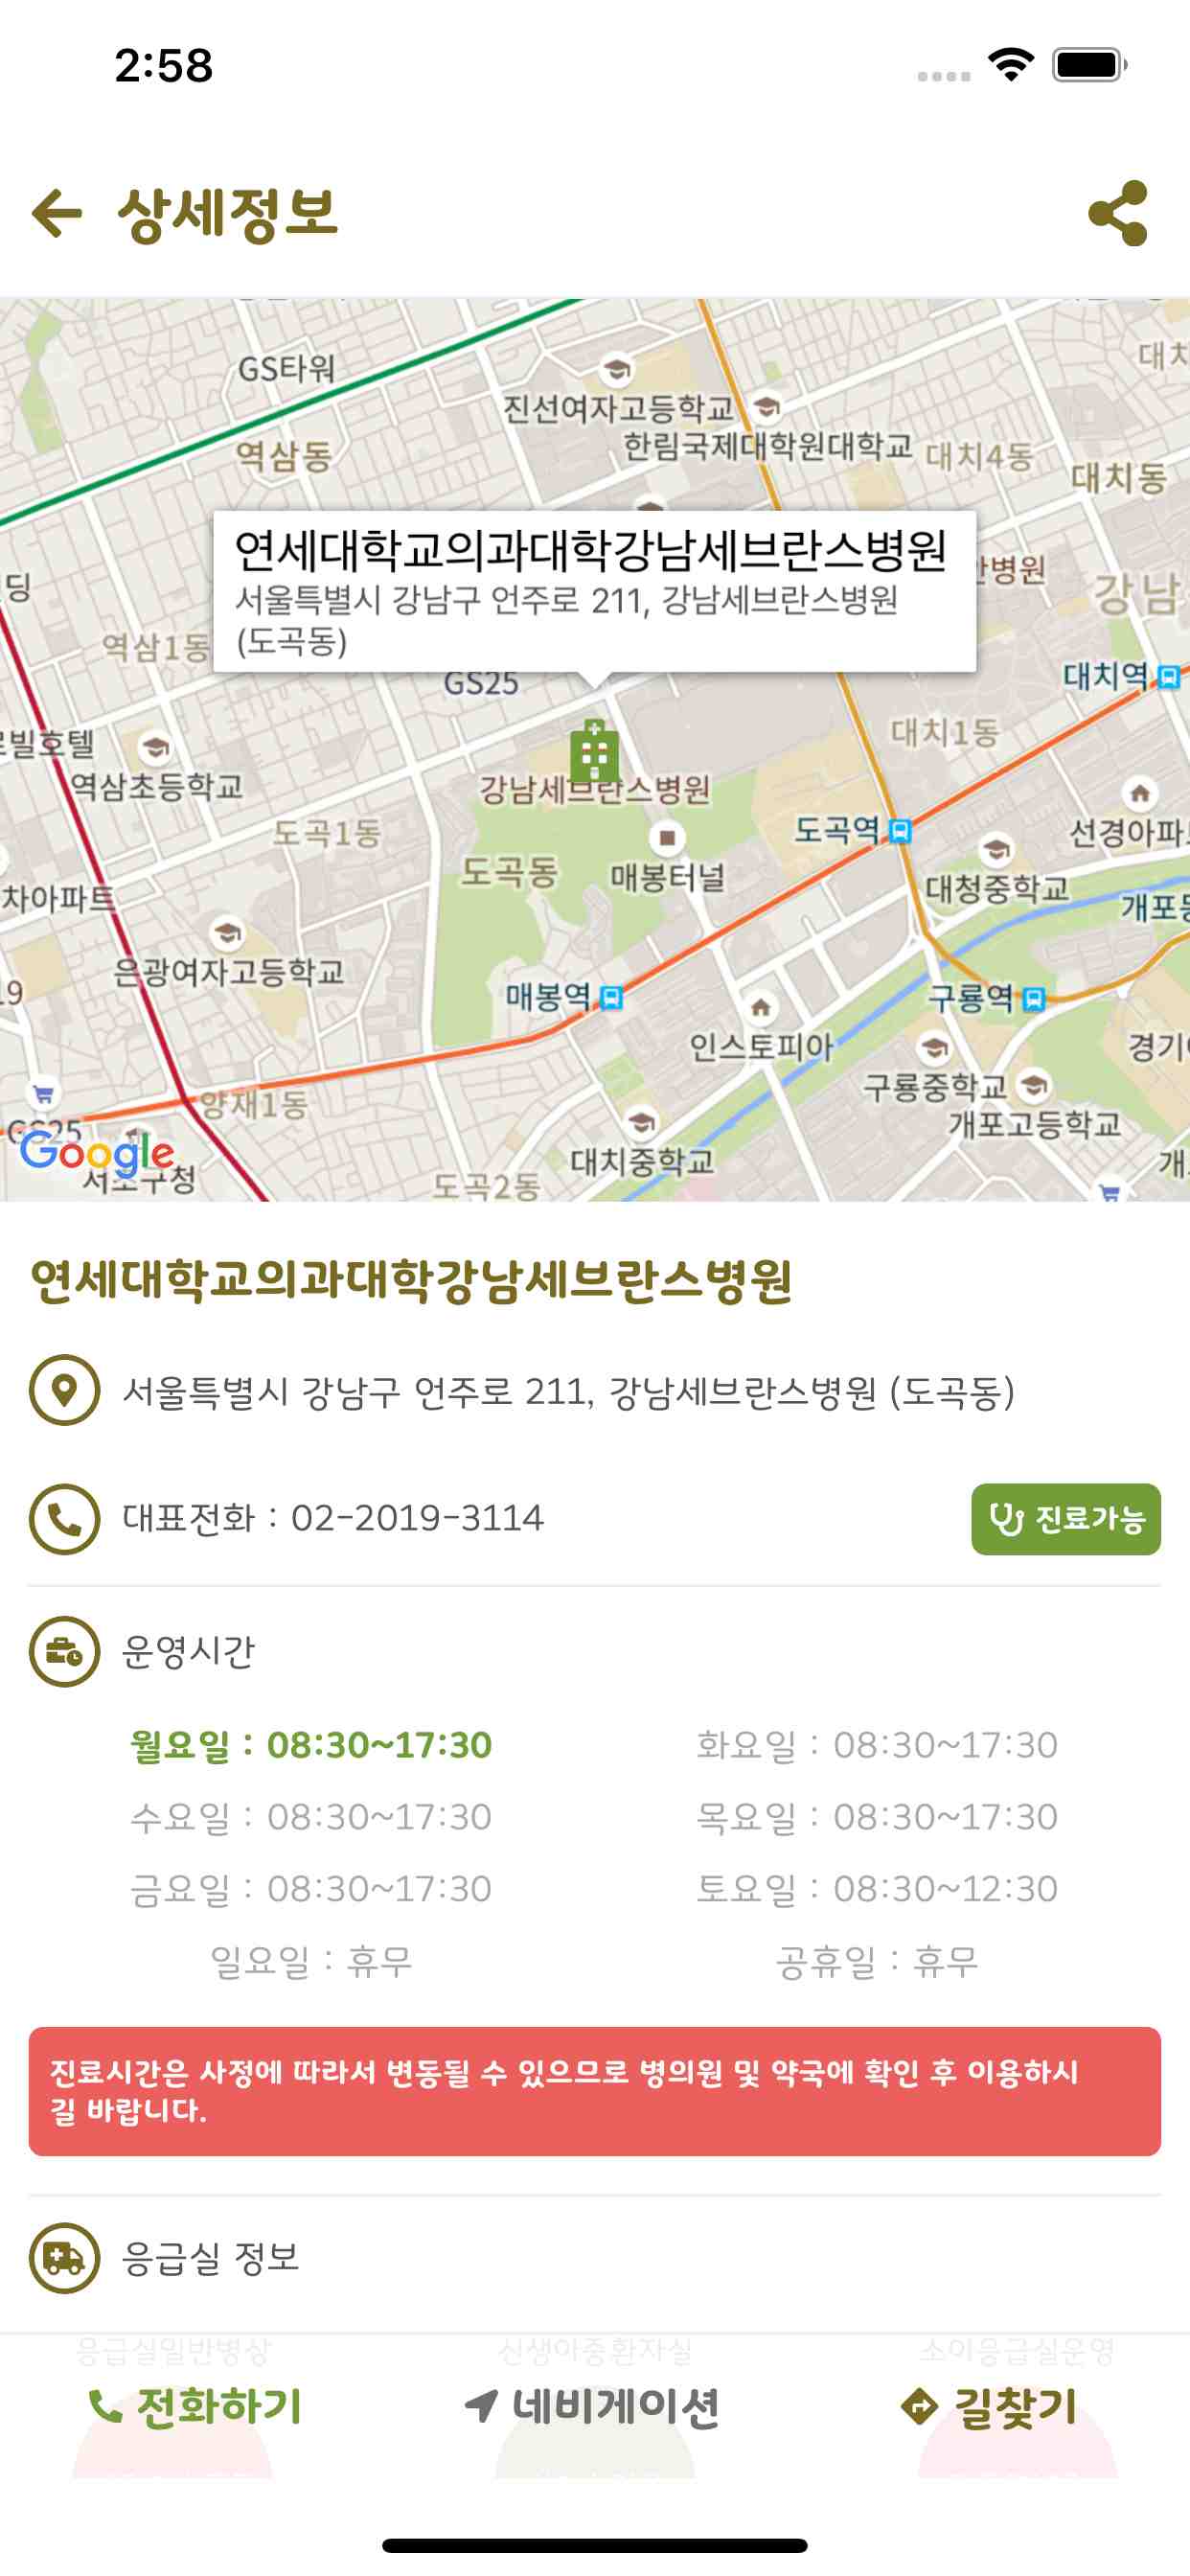 2:58
상세정보
GS타워
진선여자고등학교
한림국제대학원대학교
역삼동
대치4동
대치동
연세대학교의과대학강남세브란스병원
서울특별시 강남구 언주로 211, 강남세브란스병원
(도곡동)
역삼1동
강남
GS25
대치역
대치1동
역삼초등학교
강남세브란스병원
도곡1동
도곡역
도곡동
매봉터널
대청중학교
차아파트
은광여자고등학교
매봉역
구룡역
인스토피아
구룡중학교
양재1동
개포고등학교
GS25
Google
서초구청
대치중학교
도곡2동
연세대학교의과대학강남세브란스병원
서울특별시 강남구 언주로 211, 강남세브란스병원 (도곡동)
대표전화 : 02-2019-3114
진료가능
운영시간
월요일 : 08:30~17:30
화요일 : 08:30~17:30
수요일 : 08:30~17:30
목요일 : 08:30~17:30
금요일 : 08:30~17:30
토요일 : 08:30~12:30
일요일 : 휴무
공휴일 : 휴무
진료시간은 사정에 따라서 변동될 수 있으므로 병의원 및 약국에 확인 후 이용하시
길 바랍니다.
응급실 정보
응급실일반병상
신생아중환자실
소아응급실운영
전화하기
네비게이션
길찾기